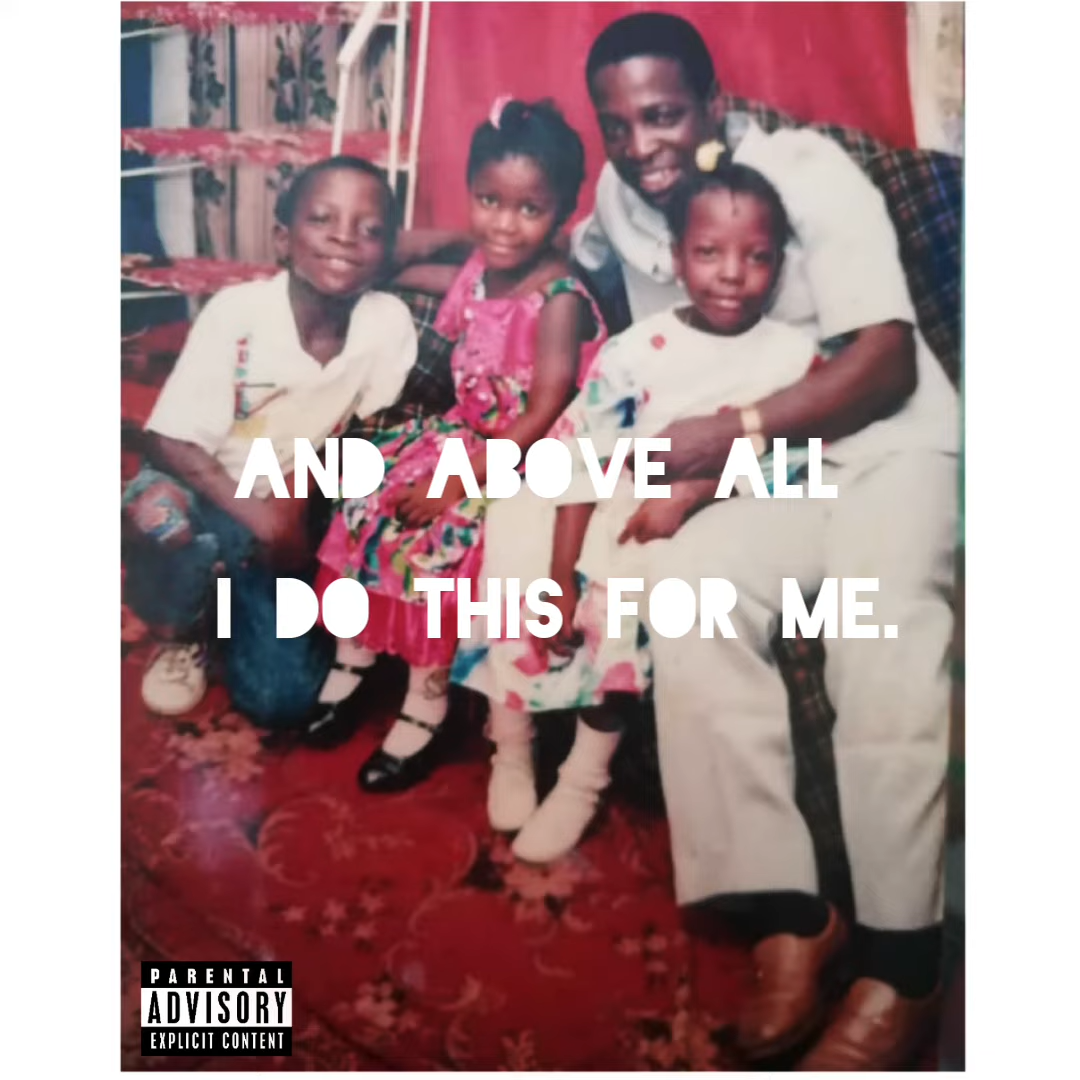 AND ABOVE ALL
I DO THIS FOR ME.
PARENTAL
ADVISORY
EXPLICIT CONTENT